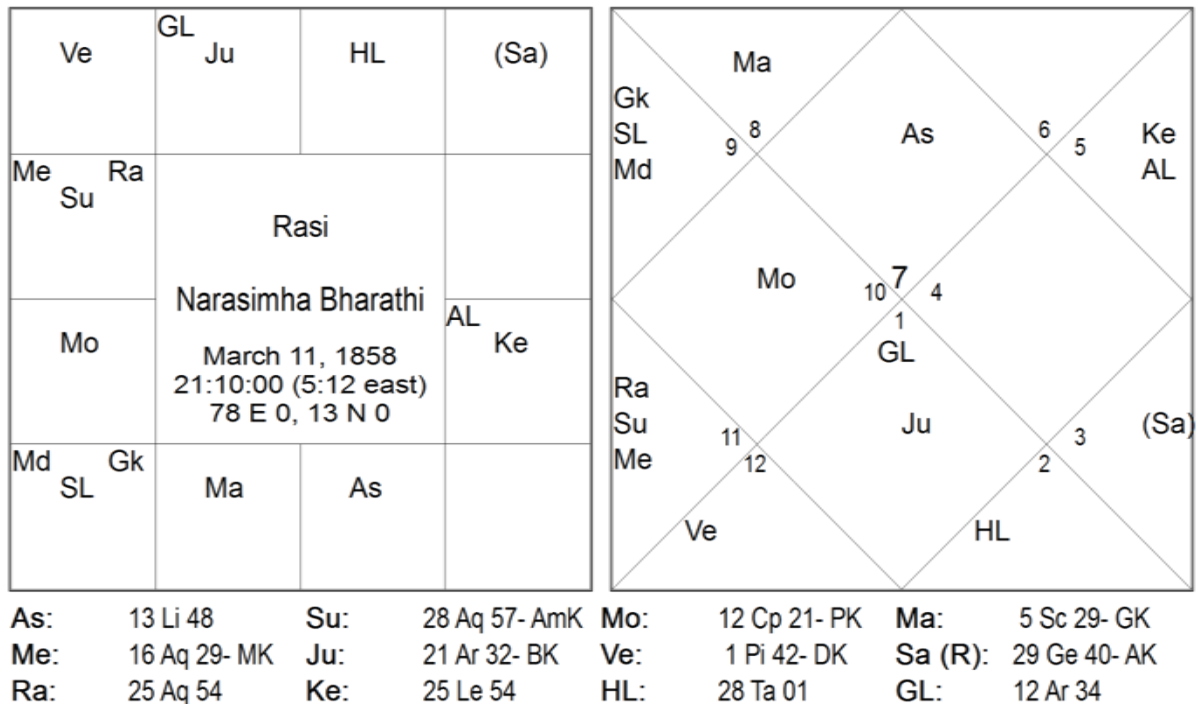 GL
Ve Ju HL (Sa)
Me Ra
Su
Rasi
Narasimha Bharathi
March 11, 1858
21:10:00 (5:12 east)
78 E 0, 13 N 0
Mo
AL
Ke
Md Gk
SL Ma As
Ma
Gk
SL
Md
8
9
As
6
5
Ke
AL
Mo
7
10 4
1
GL
Ra
Su
Me
11
12
Ju
3
2
(Sa)
Ve
HL
As: 13 Li 48 Su: 28 Aq 57- AmK Mo: 12 Cp 21- PK Ma: 5 Sc 29- GK
Me: 16 Aq 29- MK Ju: 21 Ar 32- BK Ve: 1 Pi 42- DK Sa (R): 29 Ge 40- AK
Ra: 25 Aq 54 Ke: 25 Le 54 HL: 28 Ta 01 GL: 12 Ar 34